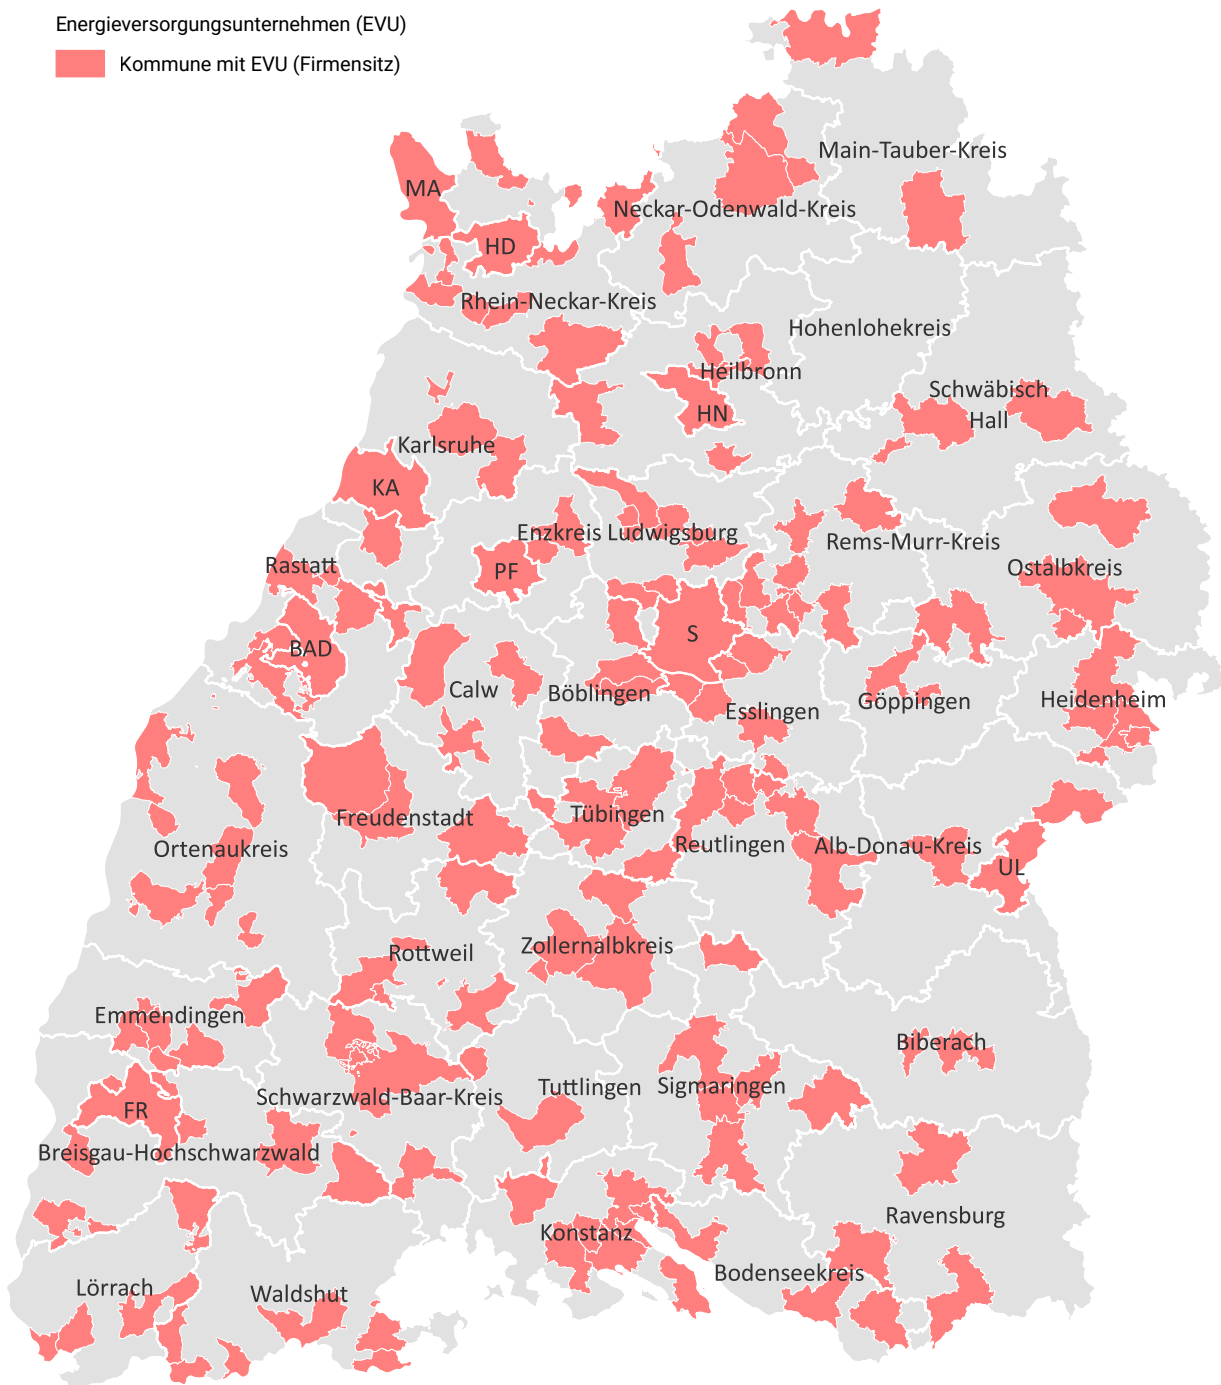 Energieversorgungsunternehmen (EVU)
Kommune mit EVU (Firmensitz)
Main-Tauber-Kreis
MA
Neckar-Odenwald-Kreis
HD
Rhein-Neckar-Kreis
Hohenlohekreis
Heilbronn
Schwäbisch
Hall
HN
Karlsruhe
KA
Enzkreis
Ludwigsburg
Rems-Murr-Kreis
Rastatt
PF
Ostalbkreis
S
BAD
Calw
Böblingen
Esslingen
Göppingen
Heidenheim
Freudenstadt
Tübingen
Reutlingen
Alb-Donau-Kreis
Ortenaukreis
UL
Rottweil
Zollernalbkreis
Emmendingen
Biberach
Schwarzwald-Baar-Kreis
Tuttlingen
Sigmaringen
FR
Breisgau-Hochschwarzwald
Ravensburg
Konstanz
Bodenseekreis
Lörrach
Waldshut